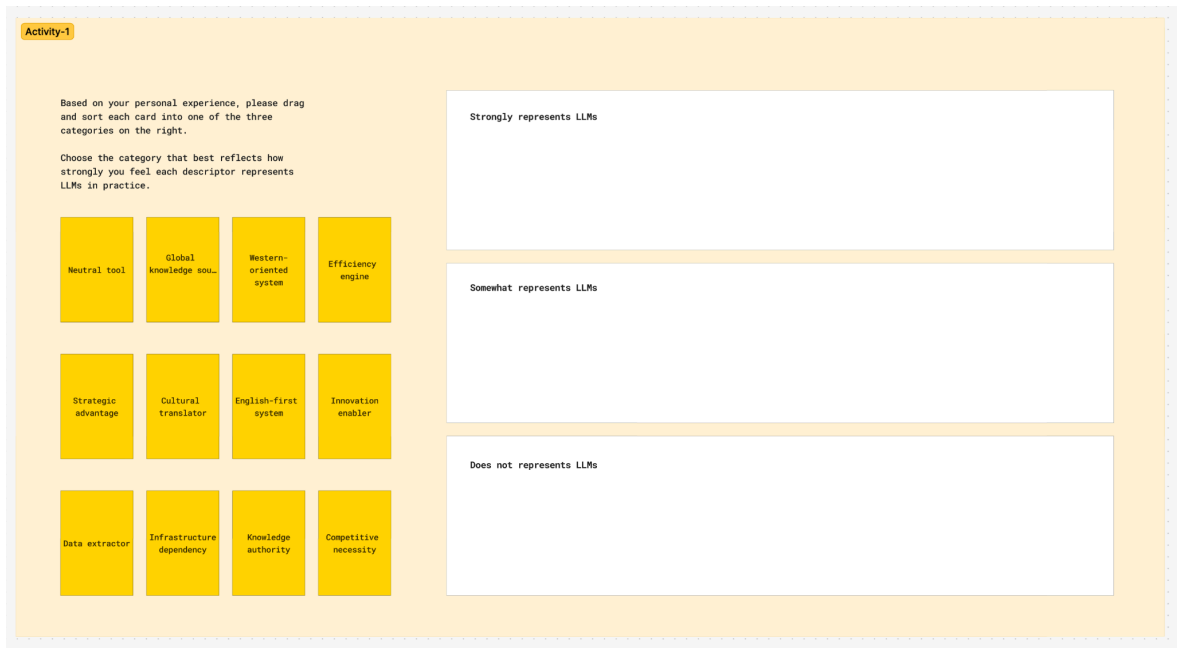 Activity-1
Based on your personal experience, please drag
and sort each card into one of the three
categories on the right.
Choose the category that best reflects how
strongly you feel each descriptor represents
LLMs in practice.
Neutral tool
Global
knowledge sou…
Western-
oriented
system
Efficiency
engine
Strategic
advantage
Cultural
translator
English-first
system
Innovation
enabler
Data extractor
Infrastructure
dependency
Knowledge
authority
Competitive
necessity
Strongly represents LLMs
Somewhat represents LLMs
Does not represents LLMs